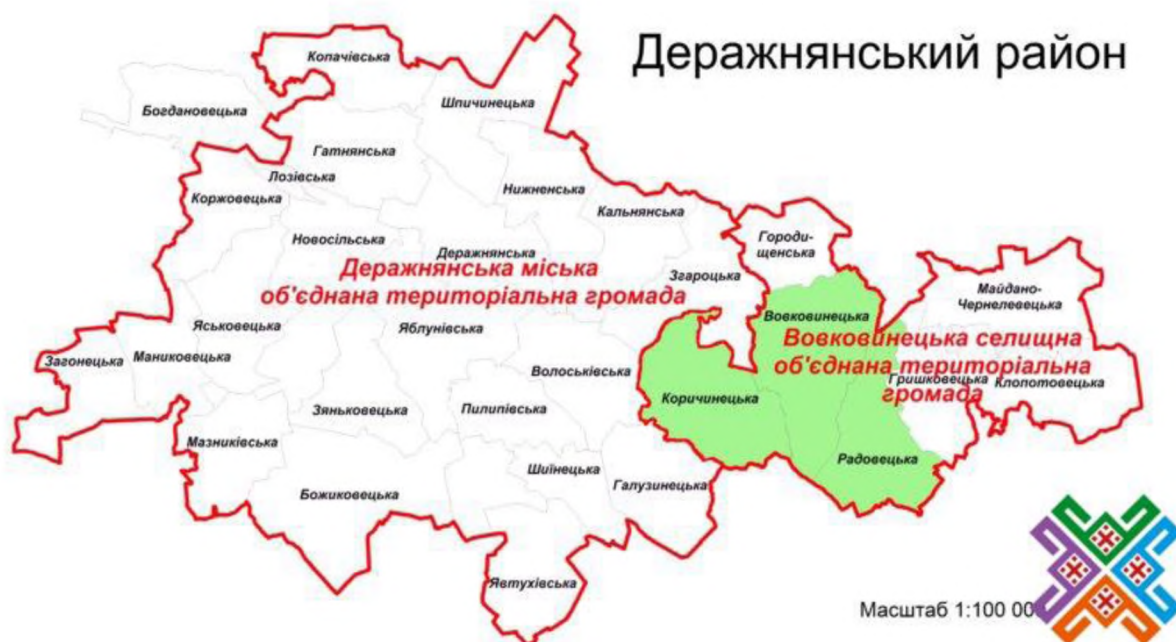 Деражнянський район
Копачівська
Шпичинецька
Богдановецька
Гатнянська
Лозівська
Нижненська
Коржовецька
Кальнянська
Новосільська
Городи-
щенська
Деражнянська
Деражнянська міська
об'єднана територіальна громада
Згароцька
Майдано-
Чернелевецька
Вовковинецька
Яськовецька
Яблунівська
Вовковинецька селищна
об'єднана територіальна
громада
Загонецька
Маниковецька
Волоськівська
Гришковецька
Клопотовецька
Коричинецька
Зяньковецька
Пилипівська
Мазниківська
Шиїнецька
Радовецька
Божиковецька
Галузинецька
Явтухівська
Масштаб 1:100 00